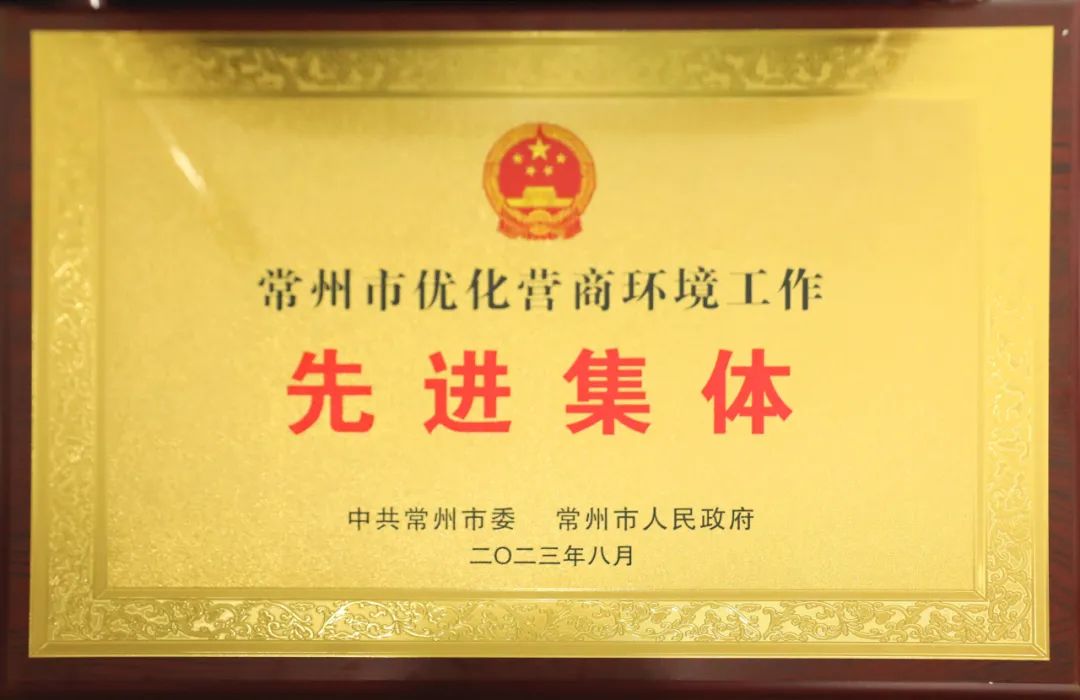 常州市优化营商环境工作
先进集体
中共常州市委 常州市人民政府
二〇二三年八月